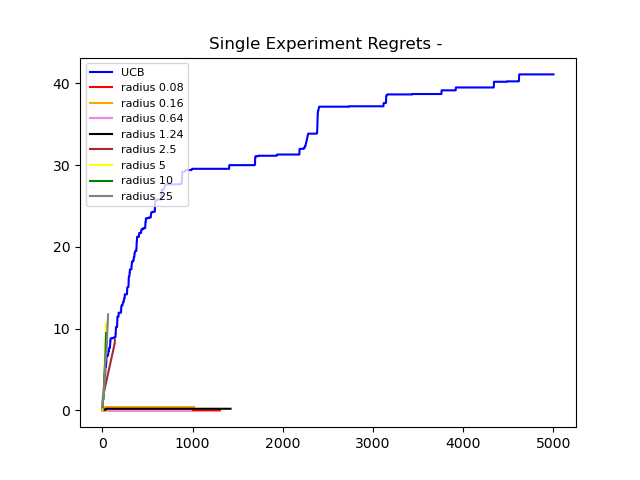 Single Experiment Regrets -
UCB
radius 0.08
radius 0.16
radius 0.64
radius 1.24
radius 2.5
radius 5
radius 10
radius 25
40
30
20
10
0
0 1000 2000 3000 4000 5000